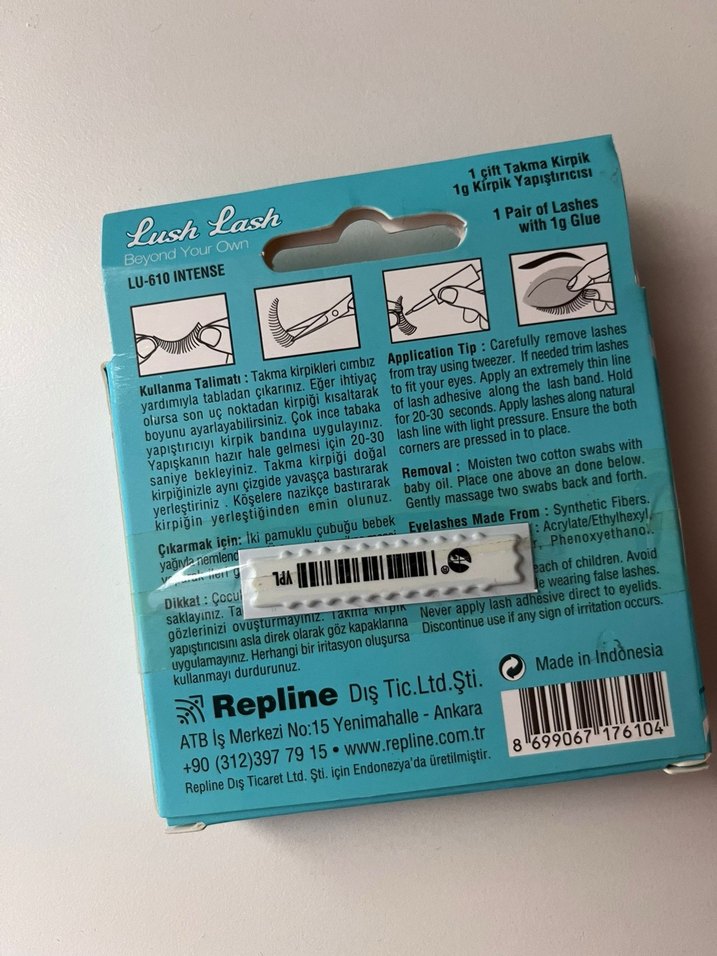 1 çift Takma Kirpik
1g Kirpik Yapıştırıcısı
1 Pair of Lashes
with 1g Glue
Lush Lash
Beyond Your Own
LU-610 INTENSE
Kullanma Talimatı : Takma kirpikleri cımbız
yardımıyla tabladan çıkarınız. Eğer ihtiyaç
olursa son uç noktadan kirpiği kısaltarak
boyunu ayarlayabilirsiniz. Çok ince tabaka
yapıştırıcıyı kirpik bandına uygulayınız.
Yapışkanın hazır hale gelmesi için 20-30
saniye bekleyiniz. Takma kirpiği doğal
kirpiğinizle aynı çizgide yavaşça bastırarak
yerleştiriniz . Köşelere nazikçe bastırarak
kirpiğin yerleştiğinden emin olunuz.
Çıkarmak için: İki pamuklu çubuğu bebek
yağıyla
Dikkat :
saklayınız.
gözlerinizi ovuşturmayınız. Takma kirpik
yapıştırıcısını asla direk olarak göz kapaklarına
uygulamayınız. Herhangi bir iritasyon oluşursa
kullanmayı durdurunuz.
Application Tip : Carefully remove lashes
from tray using tweezer. If needed trim lashes
to fit your eyes. Apply an extremely thin line
of lash adhesive along the lash band. Hold
for 20-30 seconds. Apply lashes along natural
lash line with light pressure. Ensure the both
corners are pressed in to place.
Removal : Moisten two cotton swabs with
baby oil. Place one above an done below.
Gently massage two swabs back and forth.
Eyelashes Made From : Synthetic Fibers.
: Acrylate/Ethylhexyl
Phenoxyethanol.
of children. Avoid
wearing false lashes.
Never apply lash adhesive direct to eyelids.
Discontinue use if any sign of irritation occurs.
YPL
®
Made in Indonesia
Repline Dış Tic.Ltd.Şti.
ATB İş Merkezi No:15 Yenimahalle - Ankara
+90 (312)397 79 15 • www.repline.com.tr
Repline Dış Ticaret Ltd. Şti. için Endonezya'da üretilmiştir.
8 699067 176104